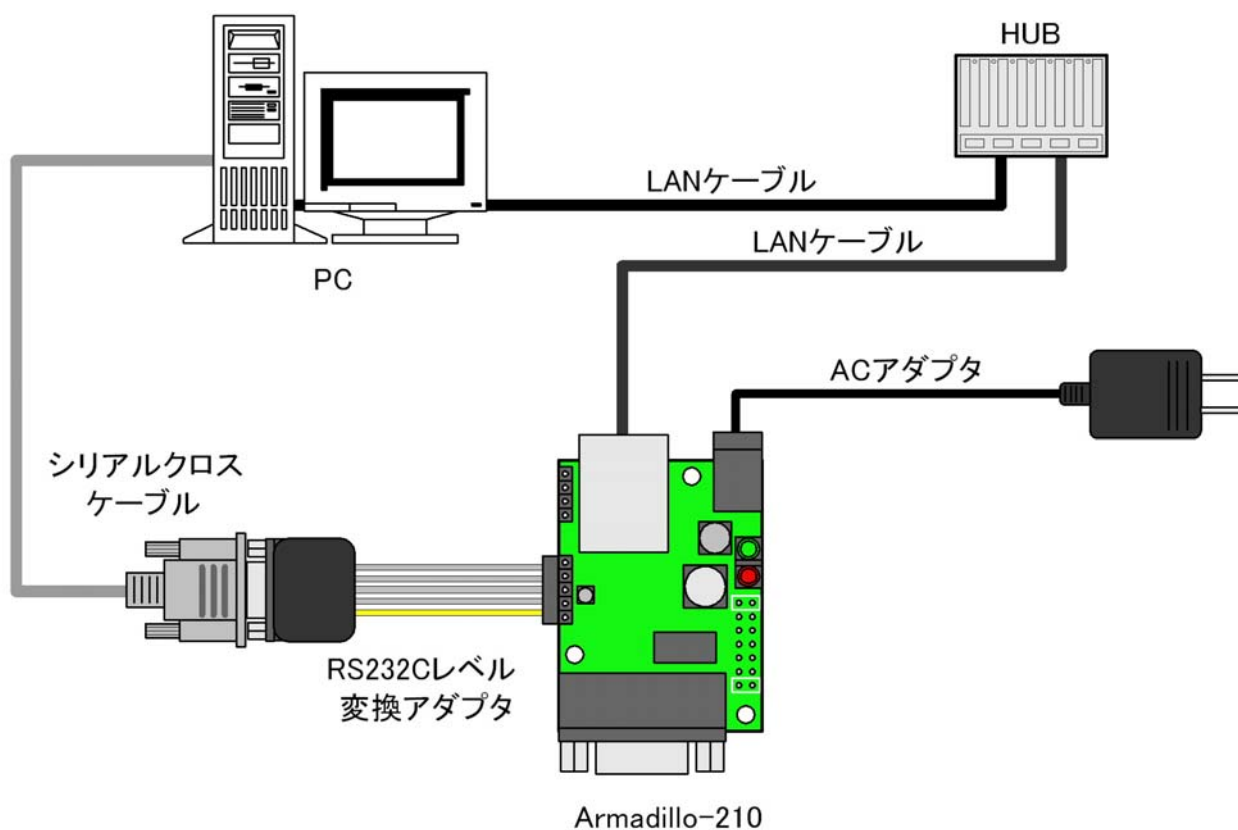 HUB
LANケーブル
LANケーブル
PC
ACアダプタ
シリアルクロス
ケーブル
RS232Cレベル
変換アダプタ
Armadillo-210